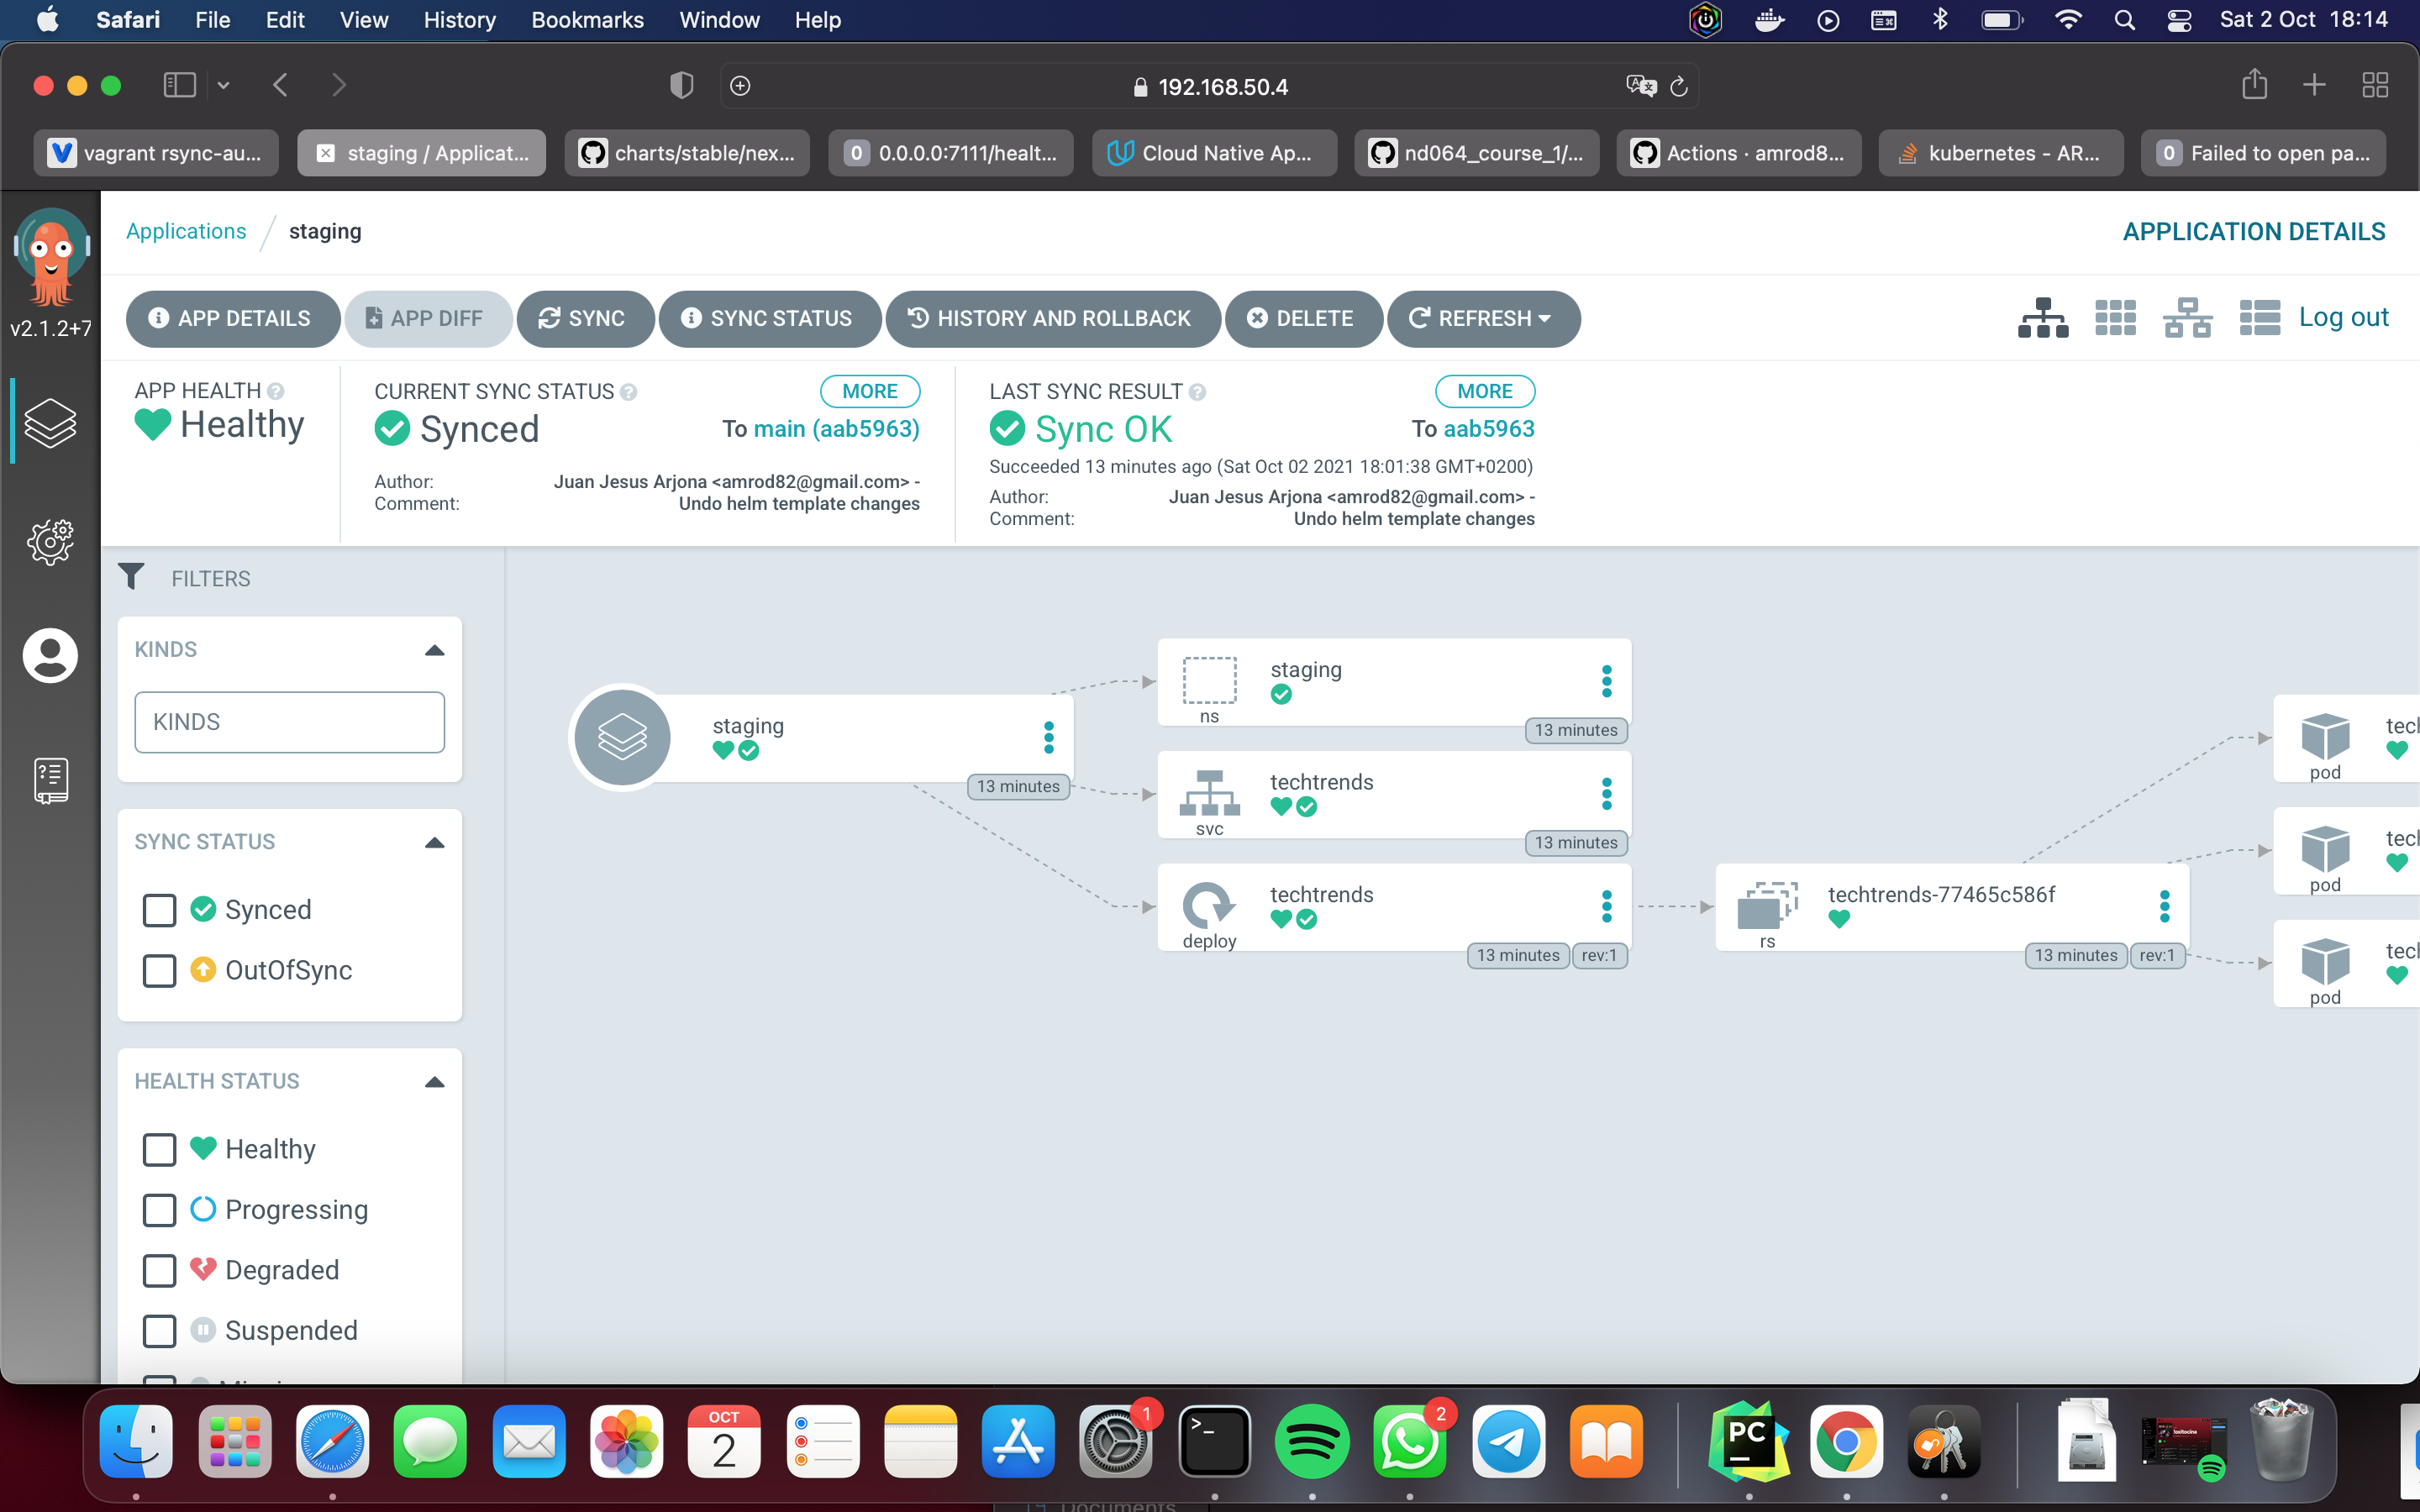 Safari File Edit View History Bookmarks Window Help Sat 2 Oct 18:14
192.168.50.4
vagrant rsync-au... staging / Applicat... charts/stable/nex... 0 0.0.0.0:7111/healt... Cloud Native Ap... nd064_course_1/... Actions · amrod8... kubernetes - AR... 0 Failed to open pa...
Applications / staging APPLICATION DETAILS
v2.1.2+7
APP DETAILS APP DIFF SYNC SYNC STATUS HISTORY AND ROLLBACK DELETE REFRESH Log out
APP HEALTH
Healthy
CURRENT SYNC STATUS MORE
Synced To main (aab5963)
Author: Juan Jesus Arjona <amrod82@gmail.com> -
Comment: Undo helm template changes
LAST SYNC RESULT MORE
Sync OK To aab5963
Succeeded 13 minutes ago (Sat Oct 02 2021 18:01:38 GMT+0200)
Author: Juan Jesus Arjona <amrod82@gmail.com> -
Comment: Undo helm template changes
FILTERS
KINDS
KINDS
SYNC STATUS
Synced
OutOfSync
HEALTH STATUS
Healthy
Progressing
Degraded
Suspended
staging
13 minutes
staging
ns
13 minutes
techtrends
svc
13 minutes
techtrends
deploy
13 minutes rev:1
techtrends-77465c586f
rs
13 minutes rev:1
pod
pod
pod
OCT
2
1
>_
2
PC
Documents